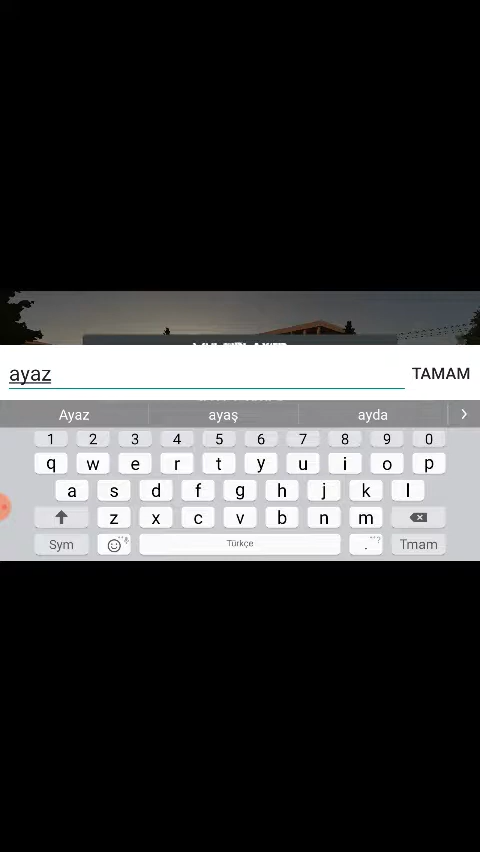 ayaz TAMAM
Ayaz ayaş ayda
1 2 3 4 5 6 7 8 9 0
q w e r t y u i o p
a s d f g h j k l
z x c v b n m
Sym Türkçe . Tmam